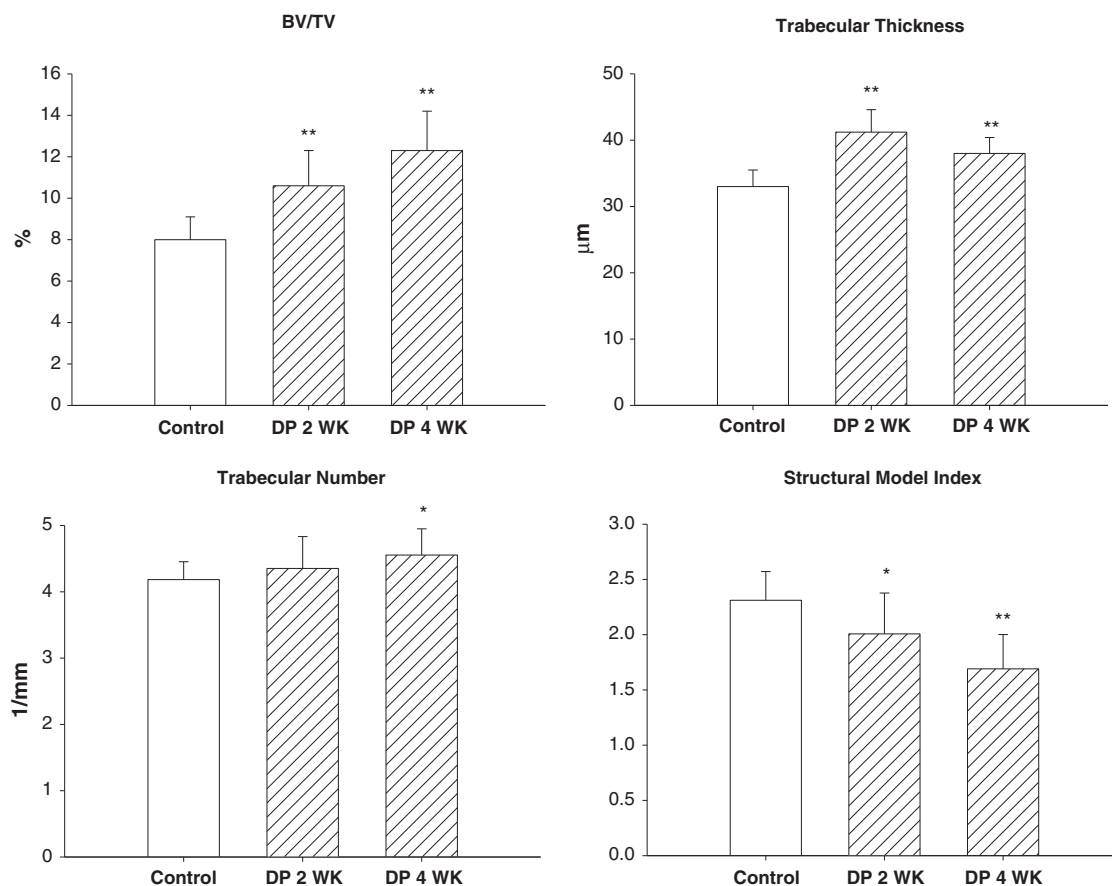 BV/TV
16
14
12
10
8
6
4
2
0
%
**
**
Control
DP 2 WK
DP 4 WK
Trabecular Thickness
50
40
30
20
10
0
μm
**
**
Control
DP 2 WK
DP 4 WK
Trabecular Number
5
4
3
2
1
0
1/mm
*
Control
DP 2 WK
DP 4 WK
Structural Model Index
3.0
2.5
2.0
1.5
1.0
0.5
0.0
*
**
Control
DP 2 WK
DP 4 WK